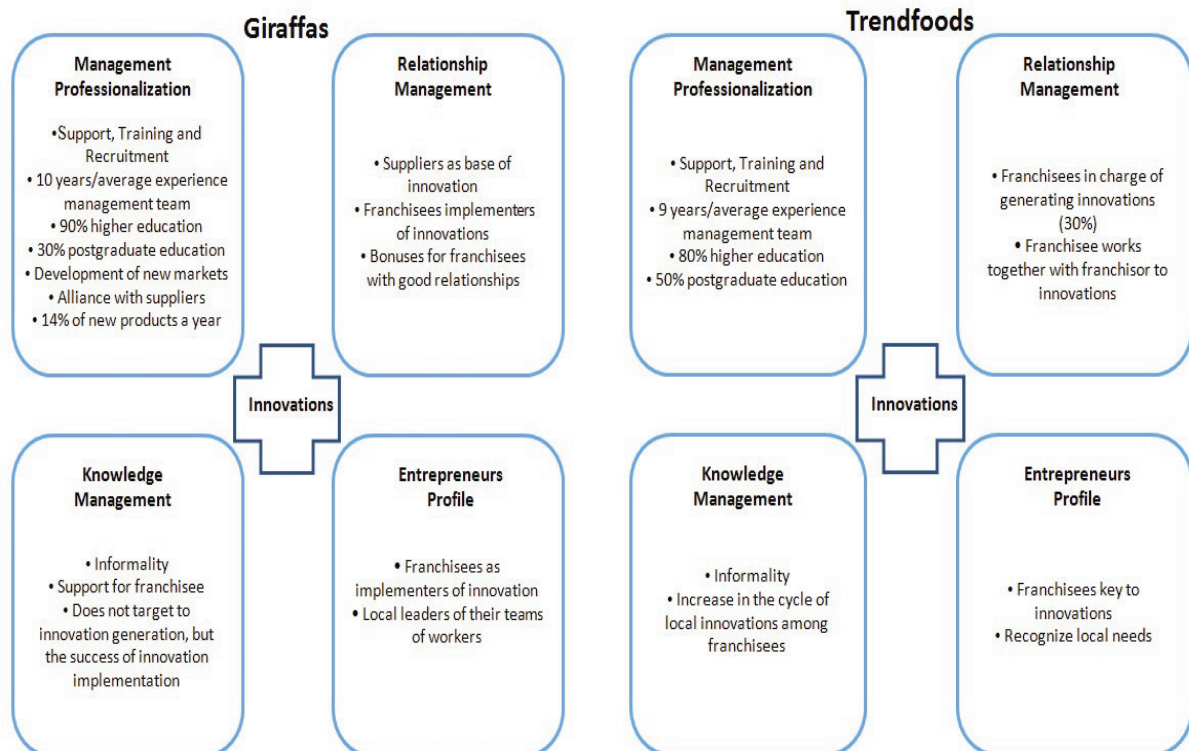 Giraffas
Management
Professionalization
•Support, Training and
Recruitment
• 10 years/average experience
management team
• 90% higher education
• 30% postgraduate education
• Development of new markets
• Alliance with suppliers
• 14% of new products a year
Relationship
Management
• Suppliers as base of
innovation
• Franchisees implementers
of innovations
• Bonuses for franchisees
with good relationships
Innovations
Knowledge
Management
• Informality
• Support for franchisee
• Does not target to
innovation generation, but
the success of innovation
implementation
Entrepreneurs
Profile
• Franchisees as
implementers of innovation
• Local leaders of their teams
of workers
Trendfoods
Management
Professionalization
• Support, Training and
Recruitment
• 9 years/average experience
management team
• 80% higher education
• 50% postgraduate education
Relationship
Management
• Franchisees in charge of
generating innovations
(30%)
• Franchisee works
together with franchisor to
innovations
Innovations
Knowledge
Management
• Informality
• Increase in the cycle of
local innovations among
franchisees
Entrepreneurs
Profile
• Franchisees key to
innovations
• Recognize local needs